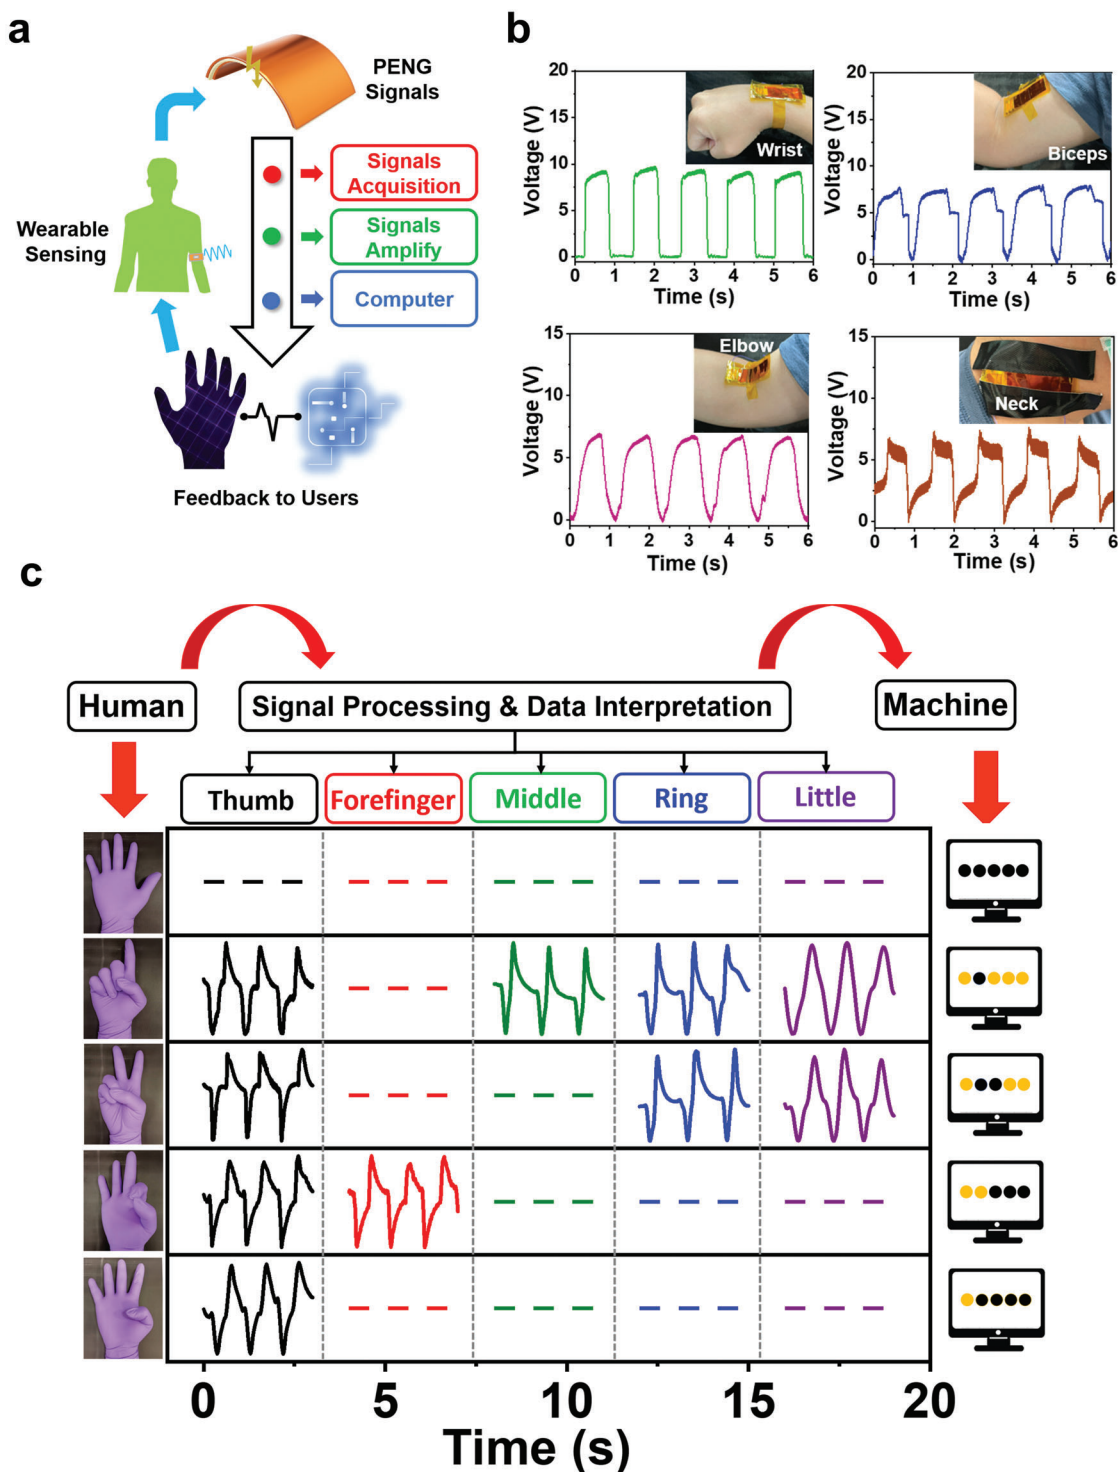 a
PENG
Signals
Signals
Acquisition
Signals
Amplify
Computer
Wearable
Sensing
Feedback to Users
b
20
15
10
5
0
Voltage (V)
Wrist
0 1 2 3 4 5 6
Time (s)
20
15
10
5
0
Voltage (V)
Biceps
0 1 2 3 4 5 6
Time (s)
15
10
5
0
Voltage (V)
Elbow
0 1 2 3 4 5 6
Time (s)
15
10
5
0
Voltage (V)
Neck
0 1 2 3 4 5 6
Time (s)
c
Human
Signal Processing & Data Interpretation
Machine
Thumb
Forefinger
Middle
Ring
Little
0 5 10 15 20
Time (s)